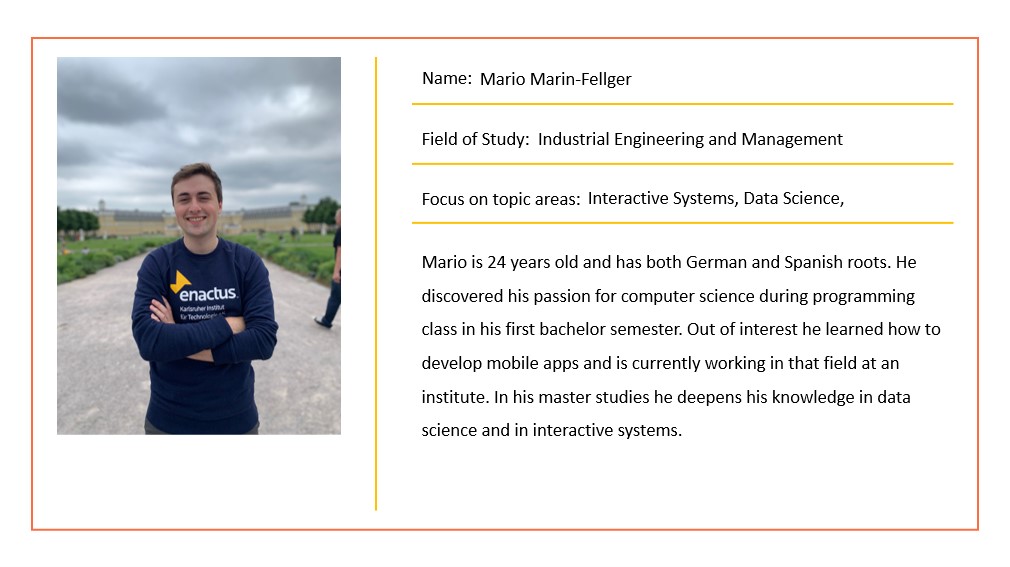 Name: Mario Marin-Fellger
Field of Study: Industrial Engineering and Management
Focus on topic areas: Interactive Systems, Data Science,
Mario is 24 years old and has both German and Spanish roots. He
discovered his passion for computer science during programming
class in his first bachelor semester. Out of interest he learned how to
develop mobile apps and is currently working in that field at an
institute. In his master studies he deepens his knowledge in data
science and in interactive systems.
enactus
Karlsruher Institut
für Technologie